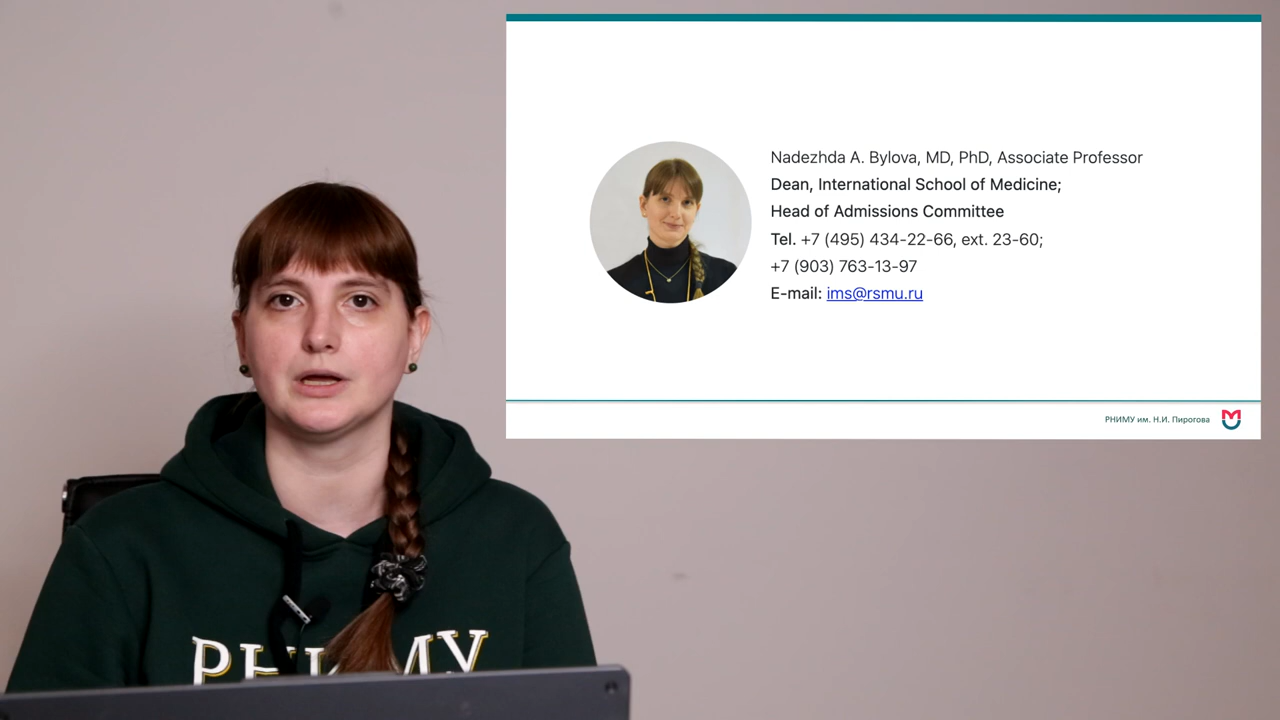 Nadezhda A. Bylova, MD, PhD, Associate Professor
Dean, International School of Medicine;
Head of Admissions Committee
Tel. +7 (495) 434-22-66, ext. 23-60;
+7 (903) 763-13-97
E-mail: ims@rsmu.ru
РНИМУ им. Н.И. Пирогова
РНИМУ